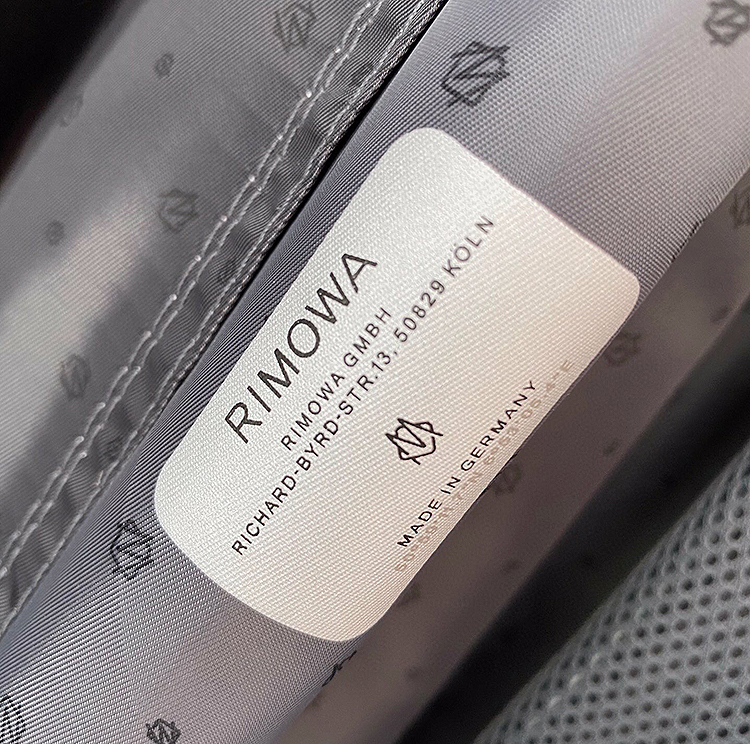 RIMOWA
RIMOWA GMBH
RICHARD-BYRD-STR.13, 50829 KÖLN
MADE IN GERMANY